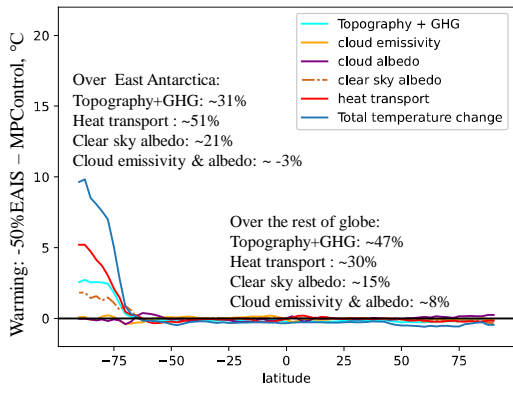 20
15
10
5
0
Warming: -50%EAIS – MPControl, °C
Topography + GHG
cloud emissivity
cloud albedo
clear sky albedo
heat transport
Total temperature change
Over East Antarctica:
Topography+GHG: ~31%
Heat transport : ~51%
Clear sky albedo: ~21%
Cloud emissivity & albedo: ~ -3%
Over the rest of globe:
Topography+GHG: ~47%
Heat transport: ~30%
Clear sky albedo: ~15%
Cloud emissivity & albedo: ~8%
−75 −50 −25 0 25 50 75
latitude